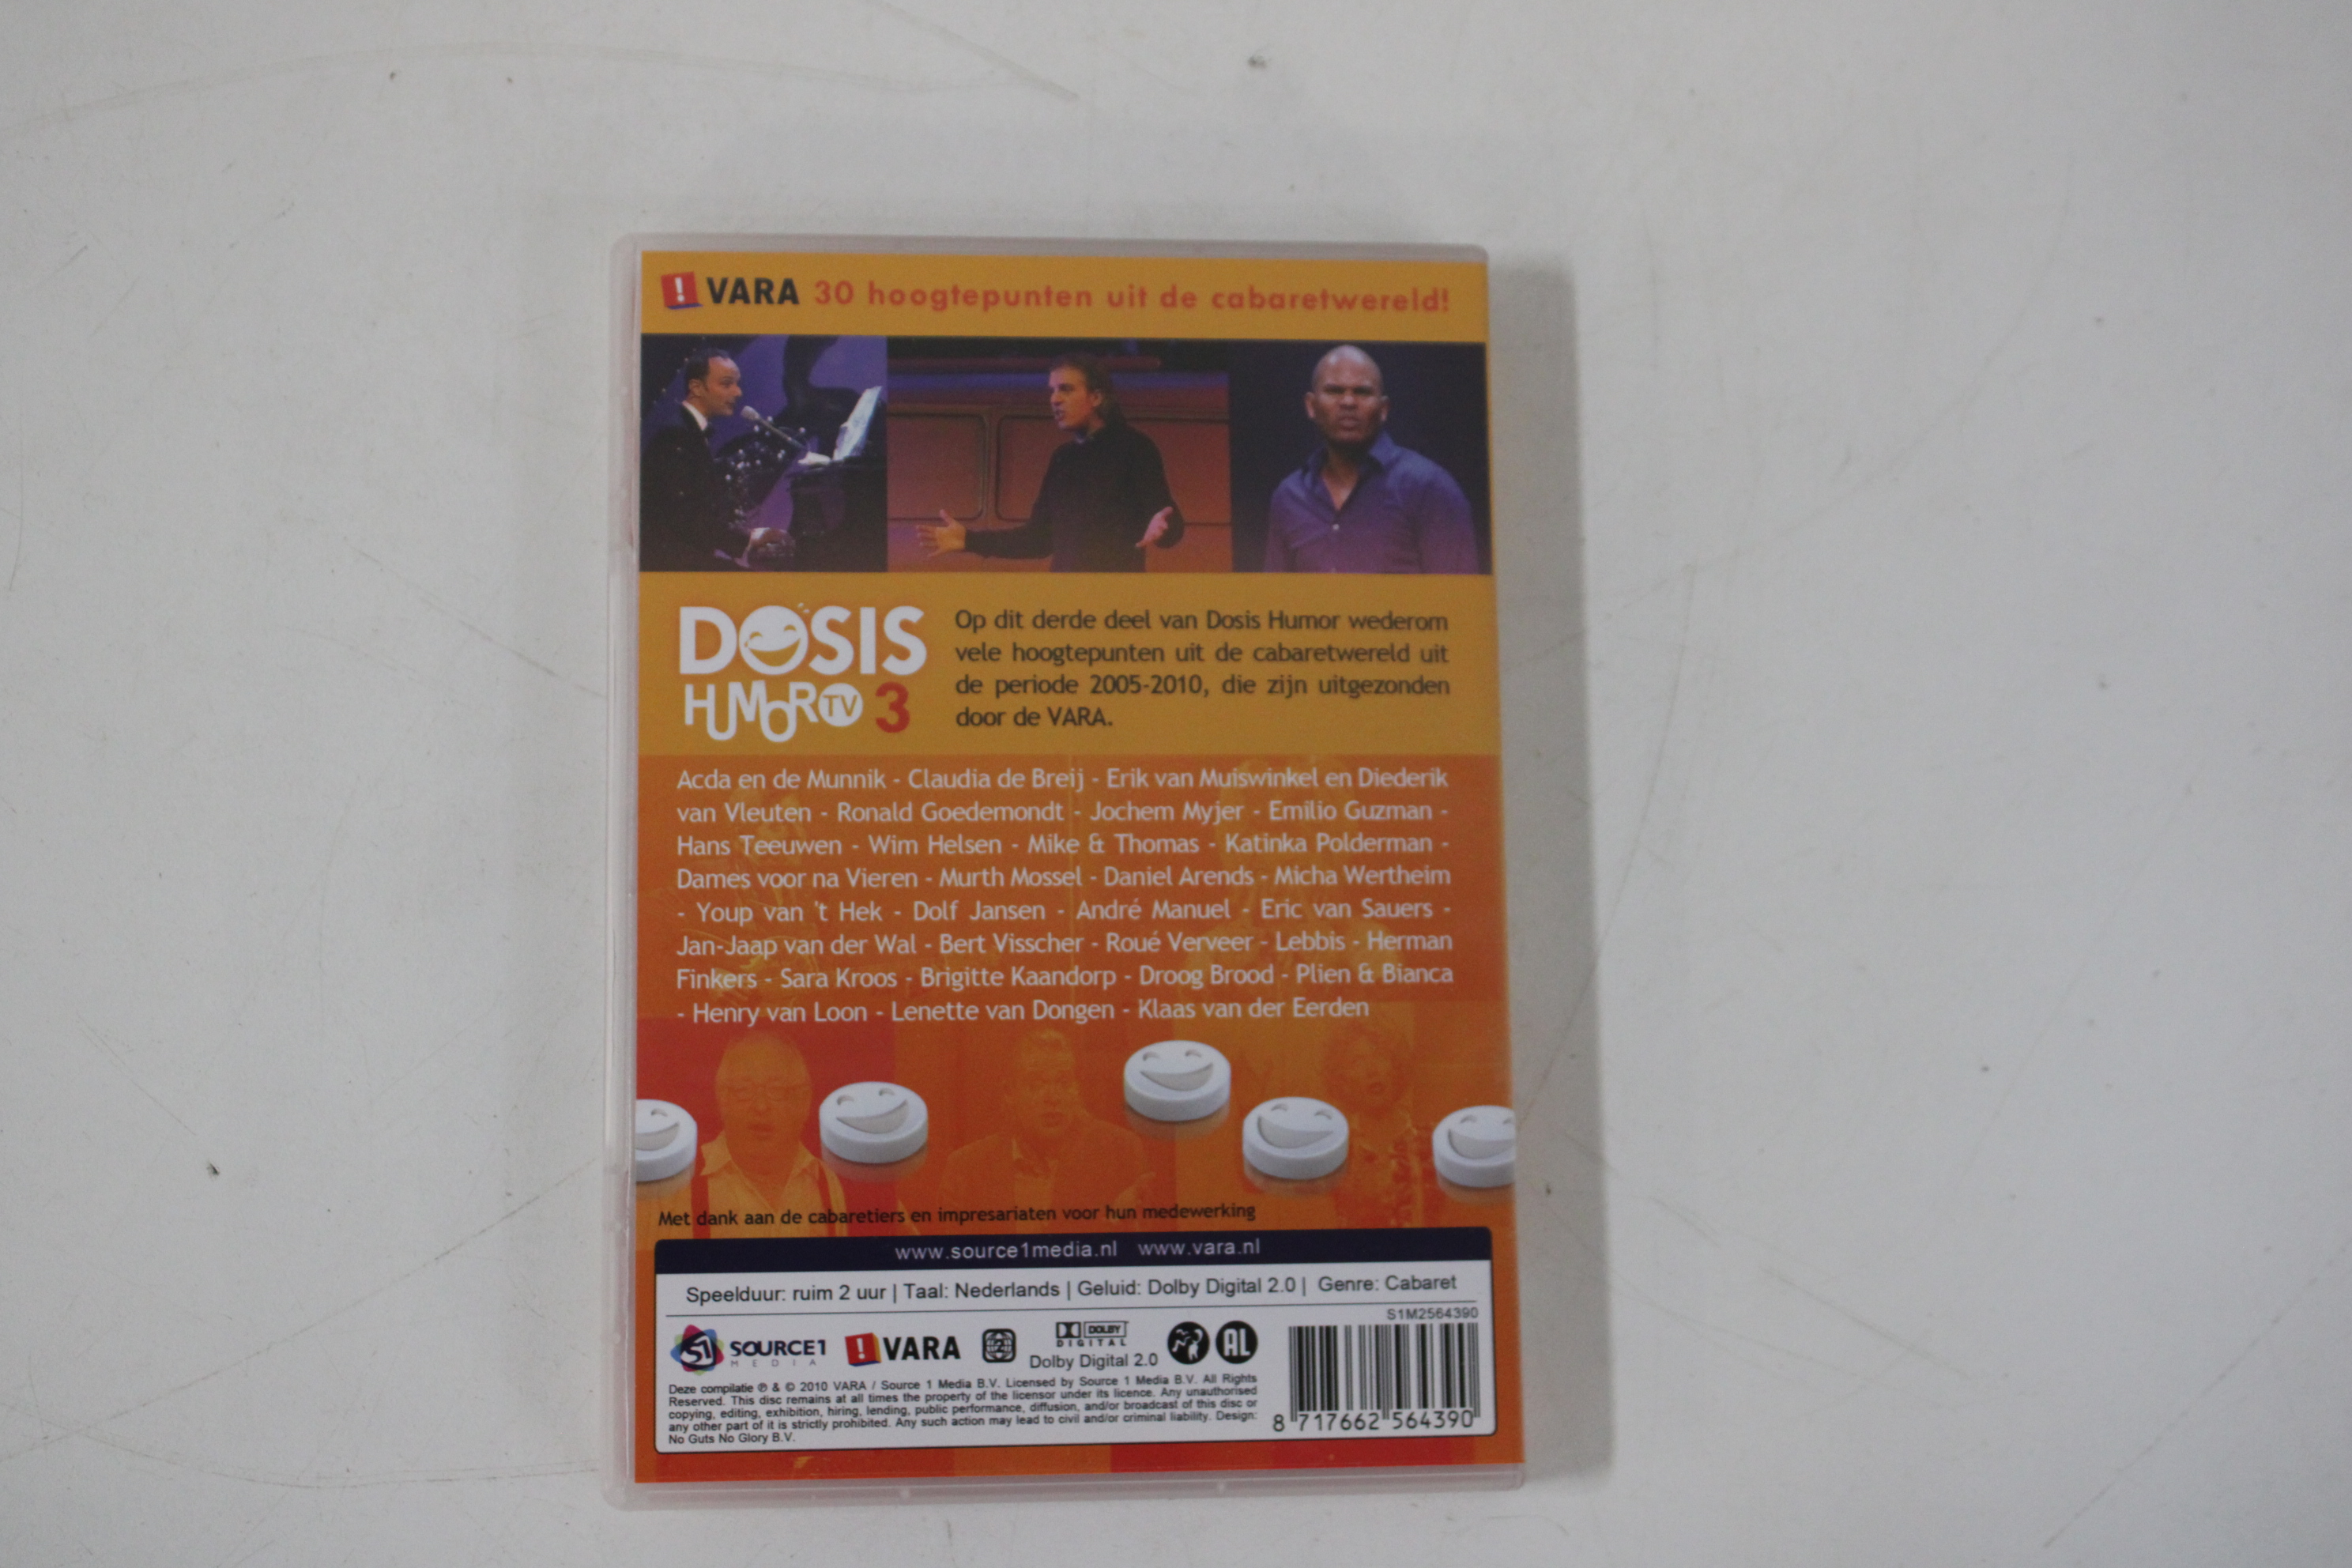 ! VARA 30 hoogtepunten uit de cabaretwereld!
DOSIS
HUMOR TV 3
Op dit derde deel van Dosis Humor wederom
vele hoogtepunten uit de cabaretwereld uit
de periode 2005-2010, die zijn uitgezonden
door de VARA.
Acda en de Munnik - Claudia de Breij - Erik van Muiswinkel en Diederik
van Vleuten - Ronald Goedemondt - Jochem Myjer - Emilio Guzman -
Hans Teeuwen - Wim Helsen - Mike & Thomas - Katinka Polderman -
Dames voor na Vieren - Murth Mossel - Daniel Arends - Micha Wertheim
- Youp van 't Hek - Dolf Jansen - André Manuel - Eric van Sauers -
Jan-Jaap van der Wal - Bert Visscher - Roué Verveer - Lebbis - Herman
Finkers - Sara Kroos - Brigitte Kaandorp - Droog Brood - Plien & Bianca
- Henry van Loon - Lenette van Dongen - Klaas van der Eerden
Met dank aan de cabaretiers en impresariaten voor hun medewerking
www.source1media.nl www.vara.nl
Speelduur: ruim 2 uur | Taal: Nederlands | Geluid: Dolby Digital 2.0 | Genre: Cabaret
S1M2564390
S1 SOURCE1
MEDIA
! VARA
2
DOLBY
DIGITAL
Dolby Digital 2.0
AL
Deze compilatie ℗ & © 2010 VARA / Source 1 Media B.V. Licensed by Source 1 Media B.V. All Rights
Reserved. This disc remains at all times the property of the licensor under its licence. Any unauthorised
copying, editing, exhibition, hiring, lending, public performance, diffusion, and/or broadcast of this disc or
any other part of it is strictly prohibited. Any such action may lead to civil and/or criminal liability. Design:
No Guts No Glory B.V.
8 717662 564390